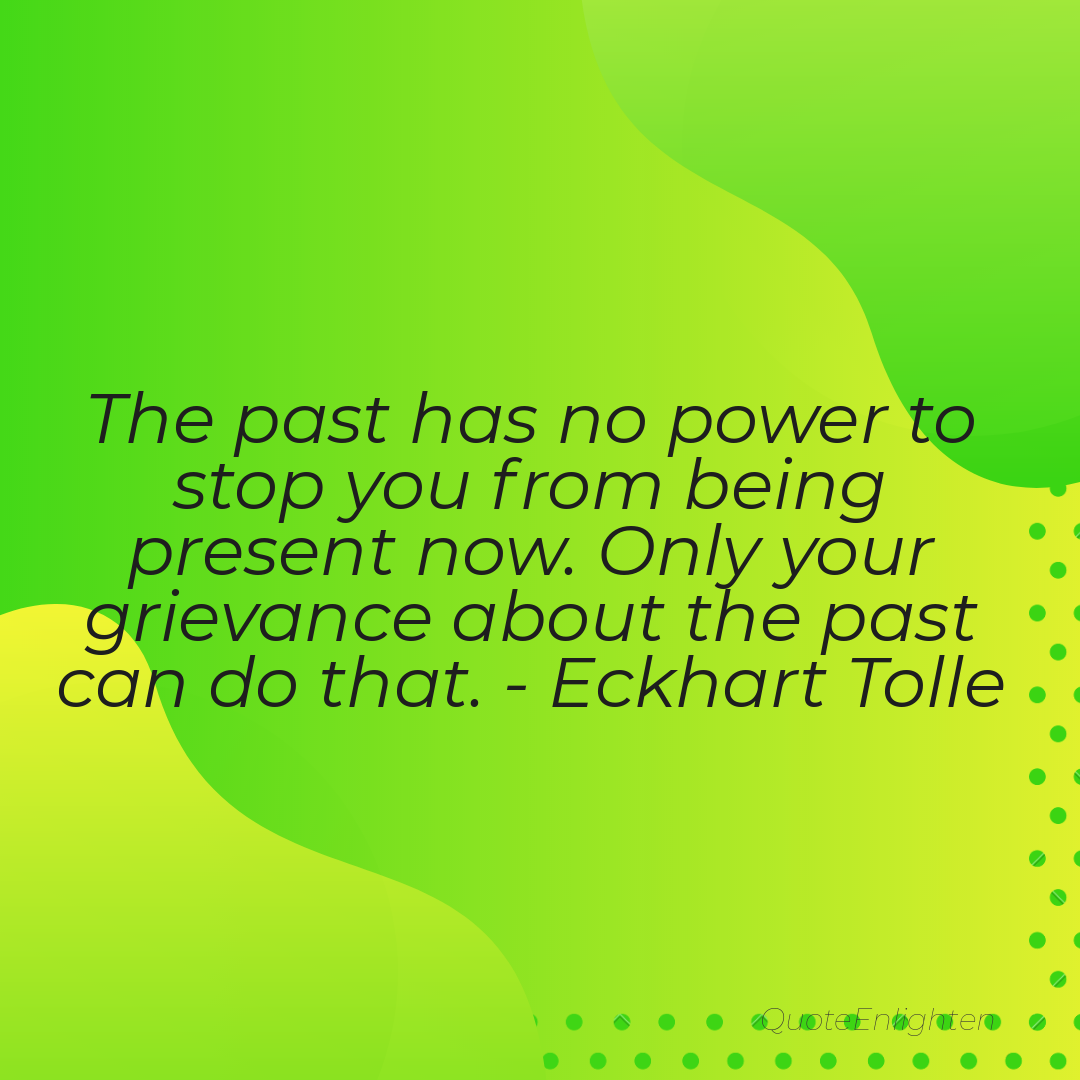 The past has no power to
stop you from being
present now. Only your
grievance about the past
can do that. - Eckhart Tolle
QuoteEnlighten